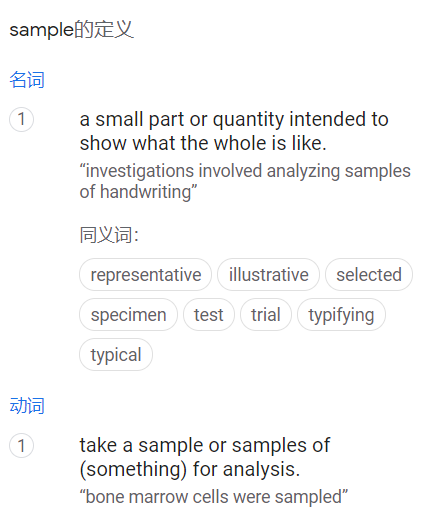 sample的定义
名词
1
a small part or quantity intended to
show what the whole is like.
“investigations involved analyzing samples
of handwriting”
同义词：
representative illustrative selected
specimen test trial typifying
typical
动词
1
take a sample or samples of
(something) for analysis.
“bone marrow cells were sampled”